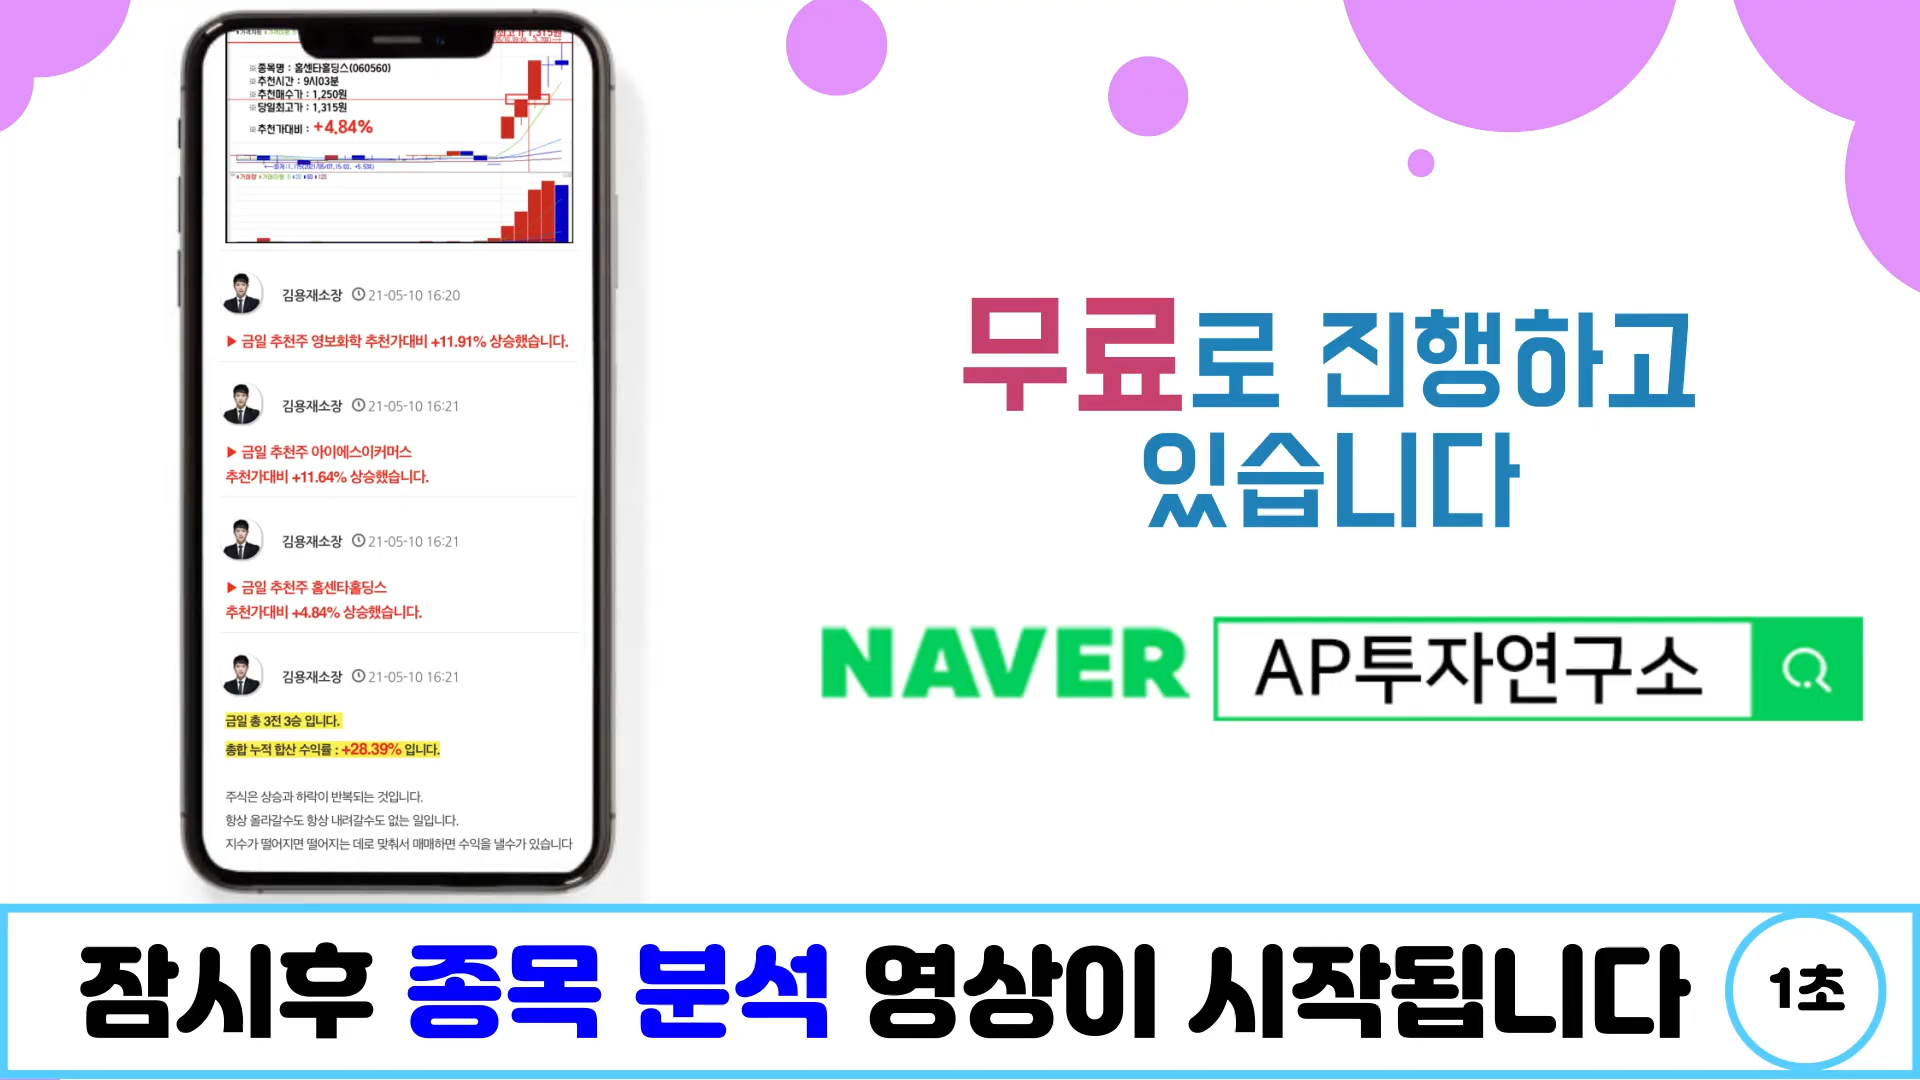 ※종목명 : 홈센타홀딩스(060560)
※추천시간 : 9시03분
※추천매수가 : 1,250원
※당일최고가 : 1,315원
※추천가대비 : +4.84%
김용재소장 21-05-10 16:20
▶ 금일 추천주 영보화학 추천가대비 +11.91% 상승했습니다.
김용재소장 21-05-10 16:21
▶ 금일 추천주 아이에스이커머스
추천가대비 +11.64% 상승했습니다.
김용재소장 21-05-10 16:21
▶ 금일 추천주 홈센타홀딩스
추천가대비 +4.84% 상승했습니다.
김용재소장 21-05-10 16:21
금일 총 3전 3승 입니다.
총합 누적 합산 수익률 : +28.39% 입니다.
주식은 상승과 하락이 반복되는 것입니다.
항상 올라갈수도 항상 내려갈수도 없는 일입니다.
지수가 떨어지면 떨어지는 데로 맞춰서 매매하면 수익을 낼수가 있습니다
무료로 진행하고
있습니다
NAVER AP투자연구소
잠시후 종목 분석 영상이 시작됩니다 1초